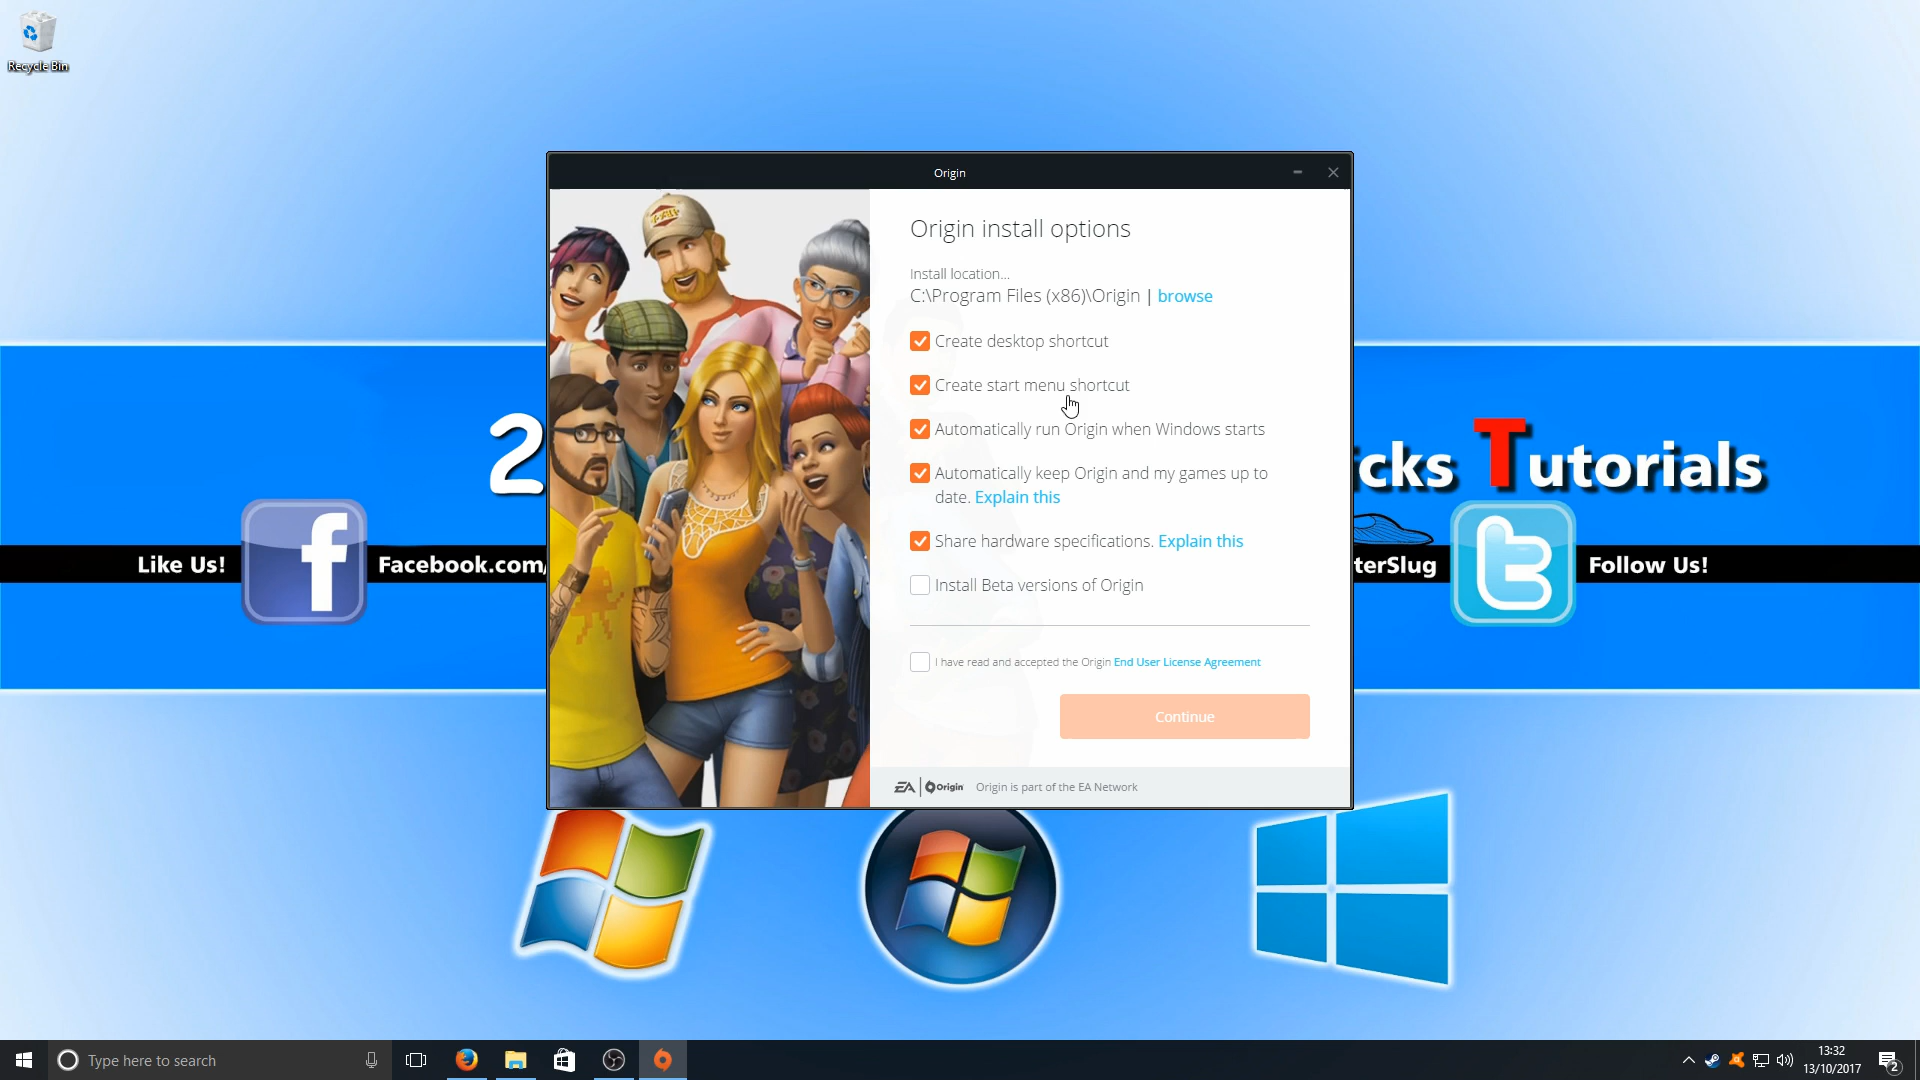 Recycle Bin
Origin
Origin install options
Install location...
C:\Program Files (x86)\Origin | browse
Create desktop shortcut
Create start menu shortcut
Automatically run Origin when Windows starts
Automatically keep Origin and my games up to
date. Explain this
Share hardware specifications. Explain this
Install Beta versions of Origin
I have read and accepted the Origin End User License Agreement
Continue
EA Origin Origin is part of the EA Network
2
cks Tutorials
Like Us! f Facebook.com/
terSlug Follow Us!
Type here to search
13:32
13/10/2017
2